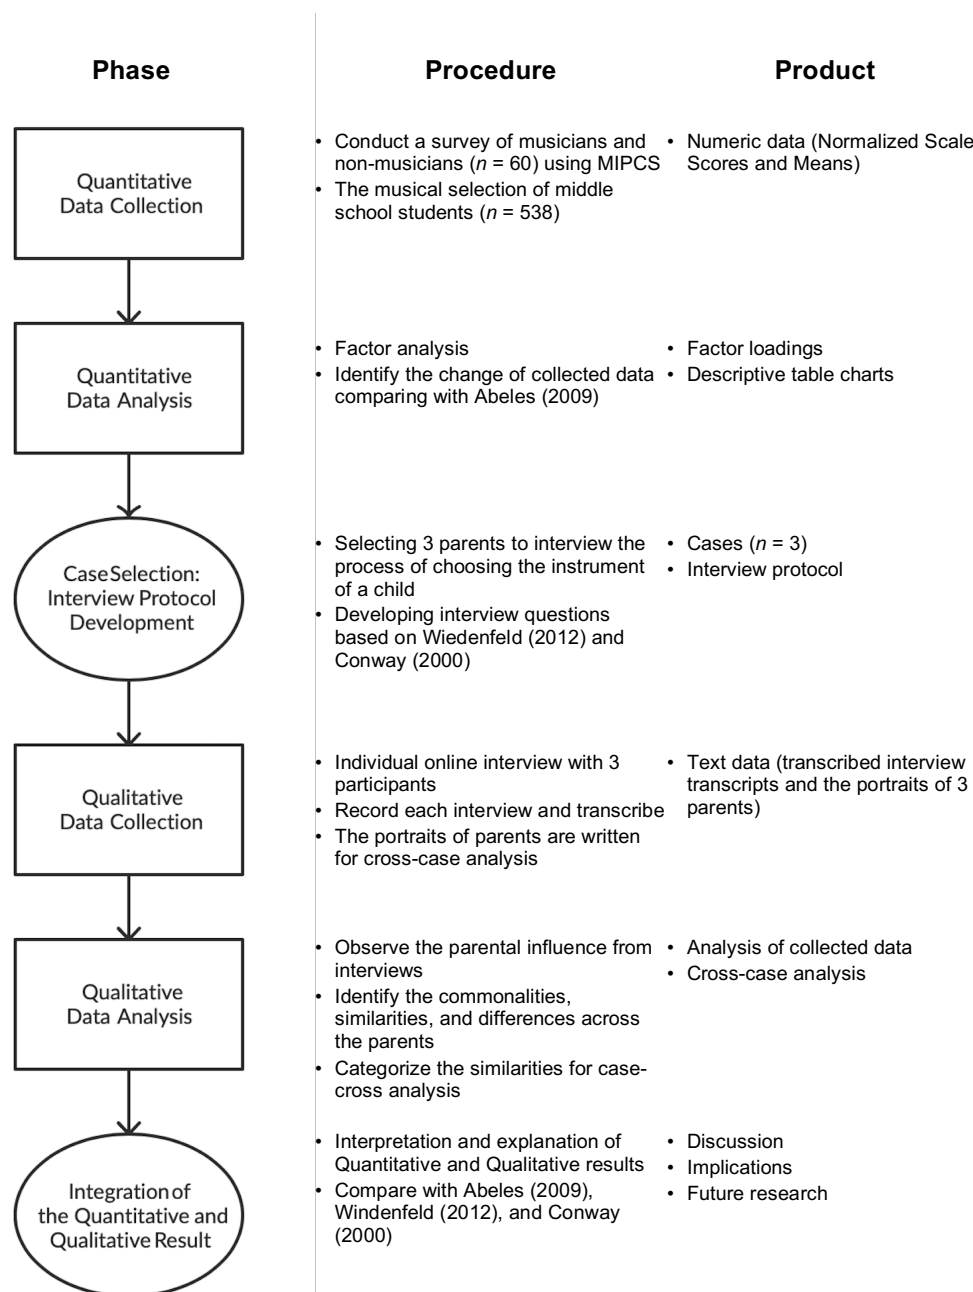 Phase
Procedure
Product
Quantitative
Data Collection
• Conduct a survey of musicians and
non-musicians (n = 60) using MIPCS
• The musical selection of middle
school students (n = 538)
• Numeric data (Normalized Scale
Scores and Means)
Quantitative
Data Analysis
• Factor analysis
• Identify the change of collected data
comparing with Abeles (2009)
• Factor loadings
• Descriptive table charts
Case Selection:
Interview Protocol
Development
• Selecting 3 parents to interview the
process of choosing the instrument
of a child
• Developing interview questions
based on Wiedenfeld (2012) and
Conway (2000)
• Cases (n = 3)
• Interview protocol
Qualitative
Data Collection
• Individual online interview with 3
participants
• Record each interview and transcribe
• The portraits of parents are written
for cross-case analysis
• Text data (transcribed interview
transcripts and the portraits of 3
parents)
Qualitative
Data Analysis
• Observe the parental influence from
interviews
• Identify the commonalities,
similarities, and differences across
the parents
• Categorize the similarities for case-
cross analysis
• Analysis of collected data
• Cross-case analysis
Integration of
the Quantitative and
Qualitative Result
• Interpretation and explanation of
Quantitative and Qualitative results
• Compare with Abeles (2009),
Windenfeld (2012), and Conway
(2000)
• Discussion
• Implications
• Future research